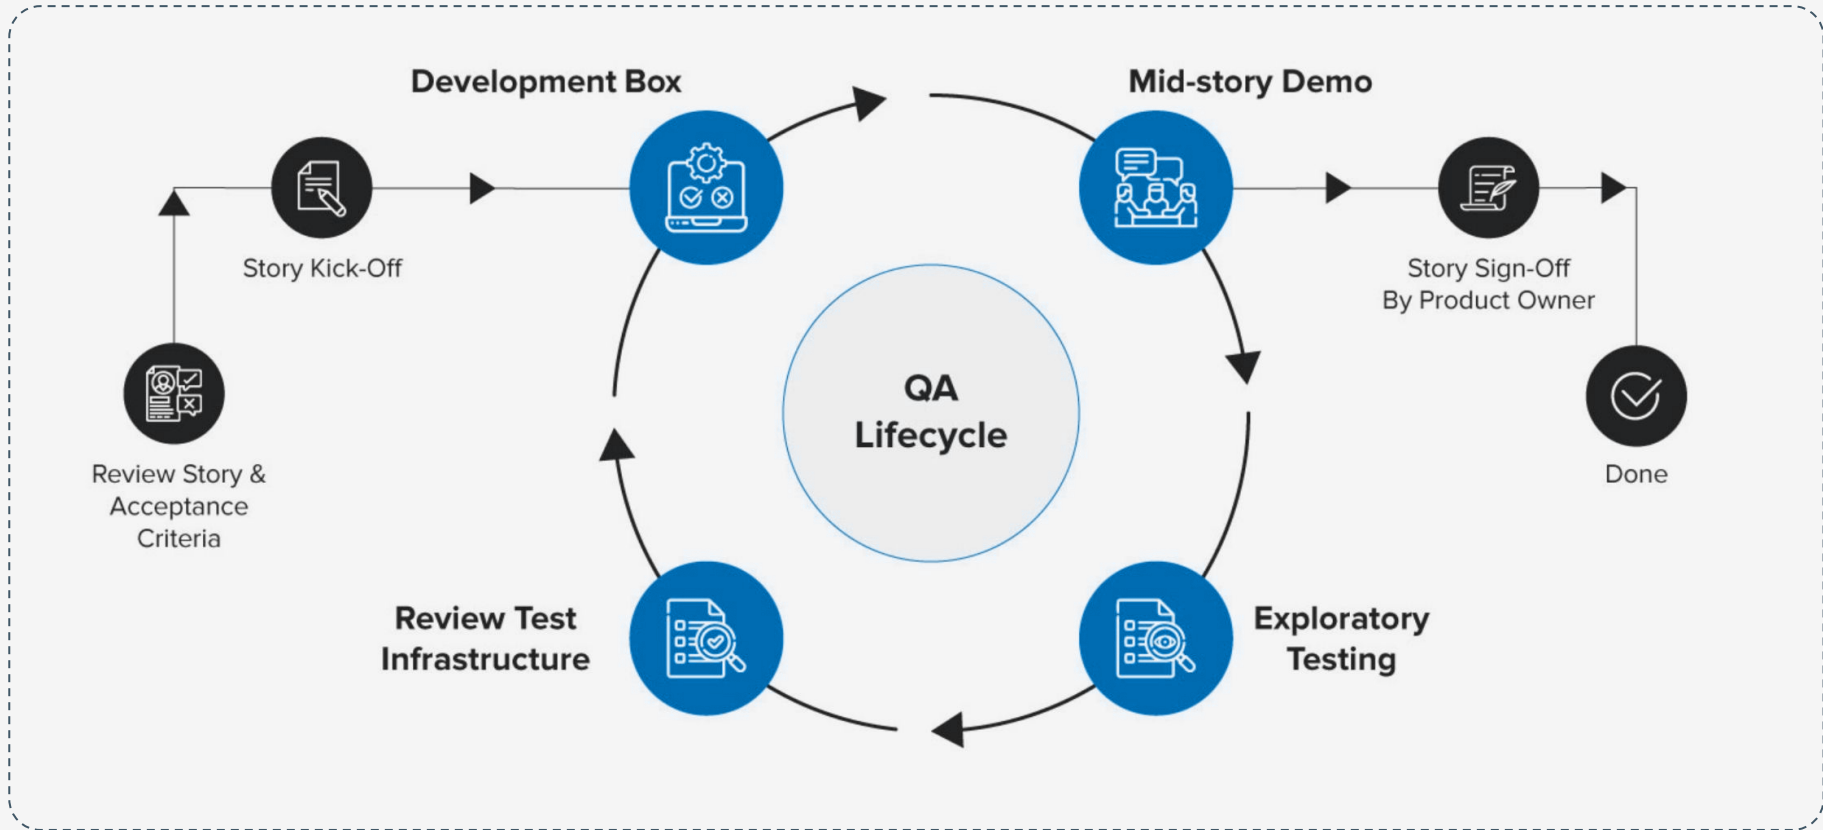 Development Box
Mid-story Demo
Story Kick-Off
Story Sign-Off
By Product Owner
QA
Lifecycle
Review Story &
Acceptance
Criteria
Done
Review Test
Infrastructure
Exploratory
Testing